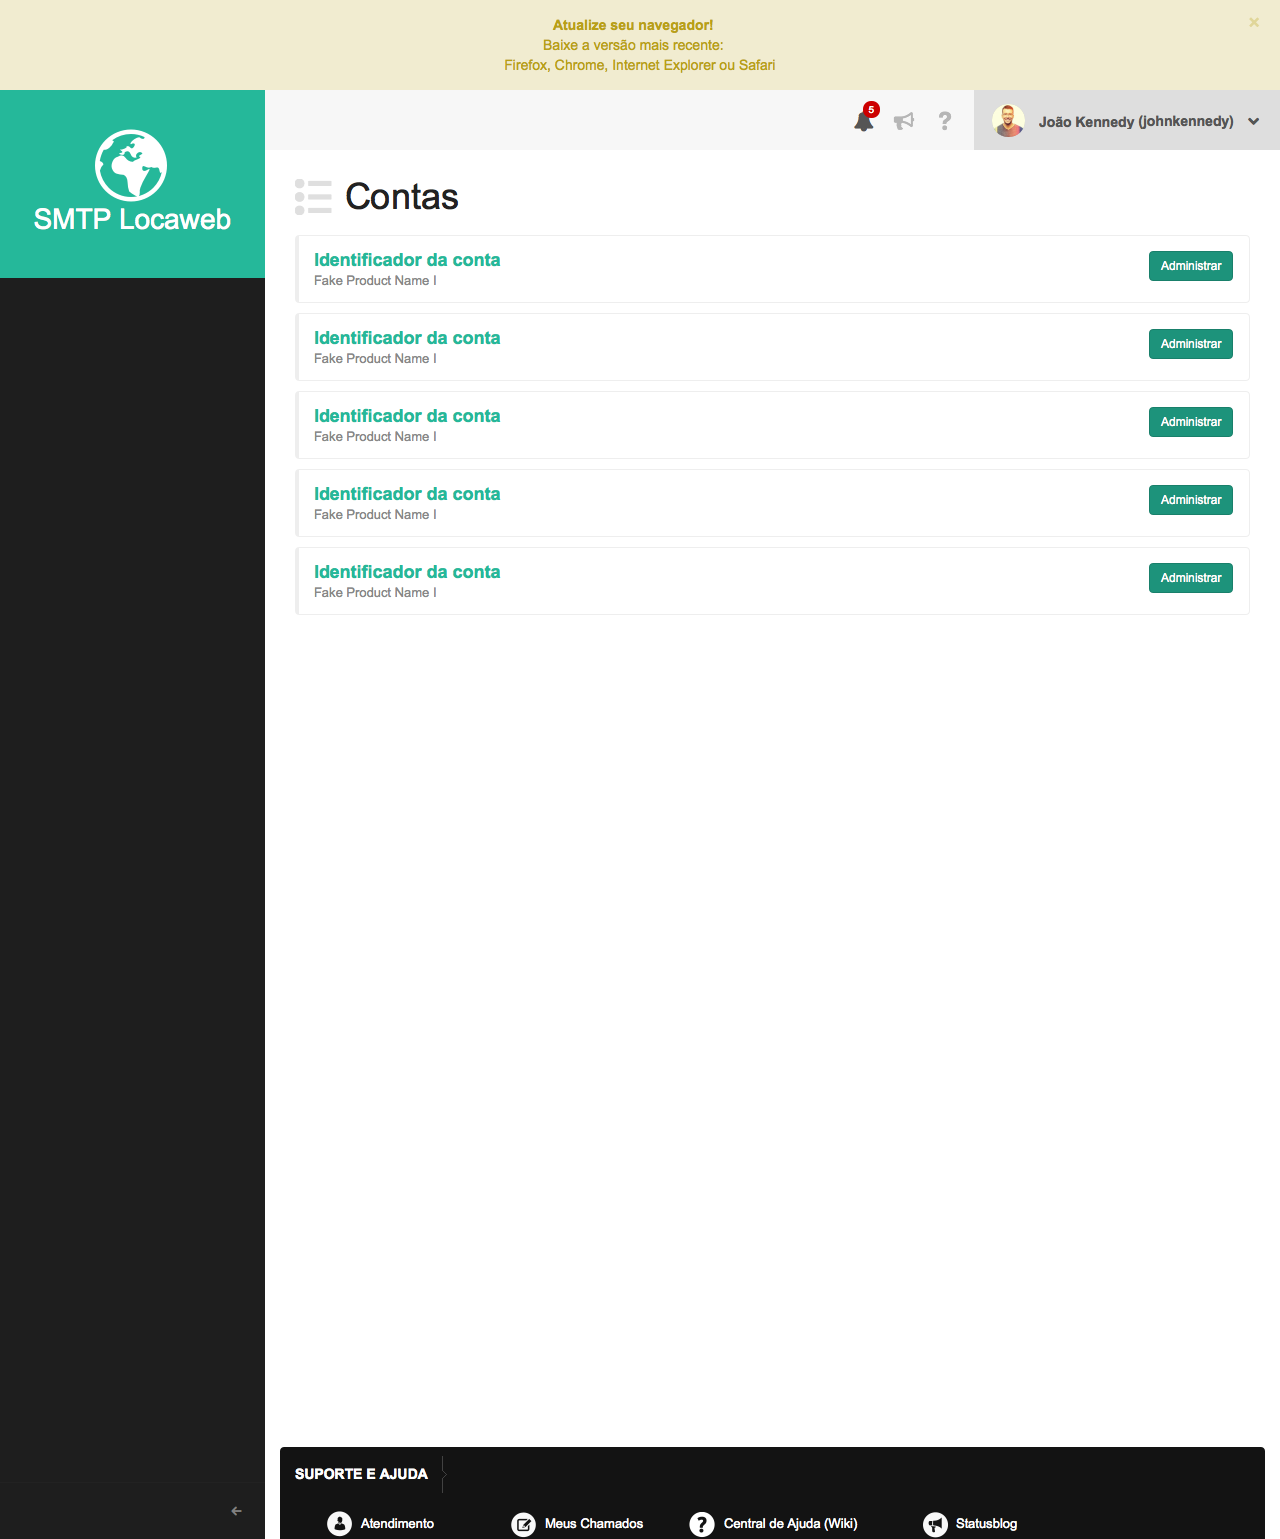 Atualize seu navegador!
×
Baixe a versão mais recente:
Firefox, Chrome, Internet Explorer ou Safari
5
?
João Kennedy (johnkennedy)
SMTP Locaweb
Contas
Identificador da conta
Fake Product Name I
Administrar
Identificador da conta
Fake Product Name I
Administrar
Identificador da conta
Fake Product Name I
Administrar
Identificador da conta
Fake Product Name I
Administrar
Identificador da conta
Fake Product Name I
Administrar
SUPORTE E AJUDA
Atendimento
Meus Chamados
? Central de Ajuda (Wiki)
Statusblog